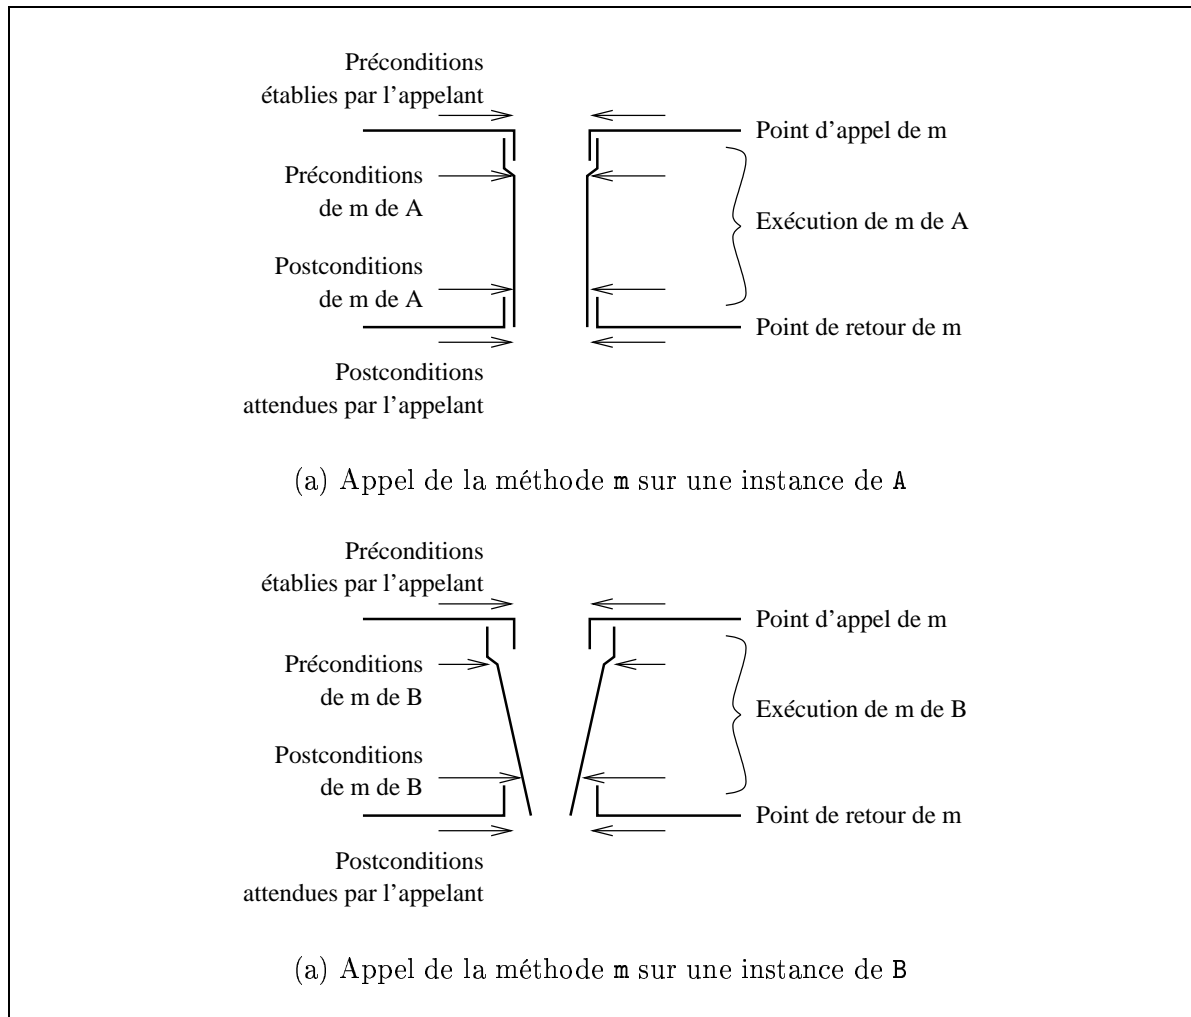 Préconditions
établies par l'appelant
Point d'appel de m
Préconditions
de m de A
Exécution de m de A
Postconditions
de m de A
Point de retour de m
Postconditions
attendues par l'appelant
(a) Appel de la méthode m sur une instance de A
Préconditions
établies par l'appelant
Point d'appel de m
Préconditions
de m de B
Exécution de m de B
Postconditions
de m de B
Point de retour de m
Postconditions
attendues par l'appelant
(a) Appel de la méthode m sur une instance de B